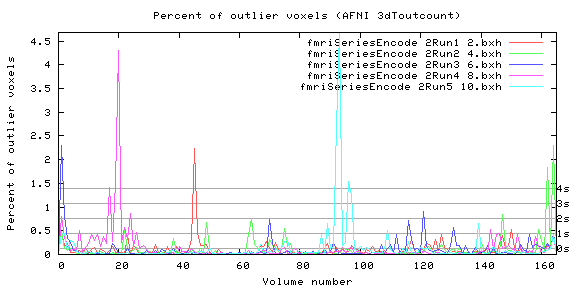 Percent of outlier voxels (AFNI 3dToutcount)
fmriSeriesEncode 2Run1 2.bxh
fmriSeriesEncode 2Run2 4.bxh
fmriSeriesEncode 2Run3 6.bxh
fmriSeriesEncode 2Run4 8.bxh
fmriSeriesEncode 2Run5 10.bxh
Percent of outlier voxels
4.5
4
3.5
3
2.5
2
1.5
1
0.5
0
4s
3s
2s
1s
0s
0 20 40 60 80 100 120 140 160
Volume number